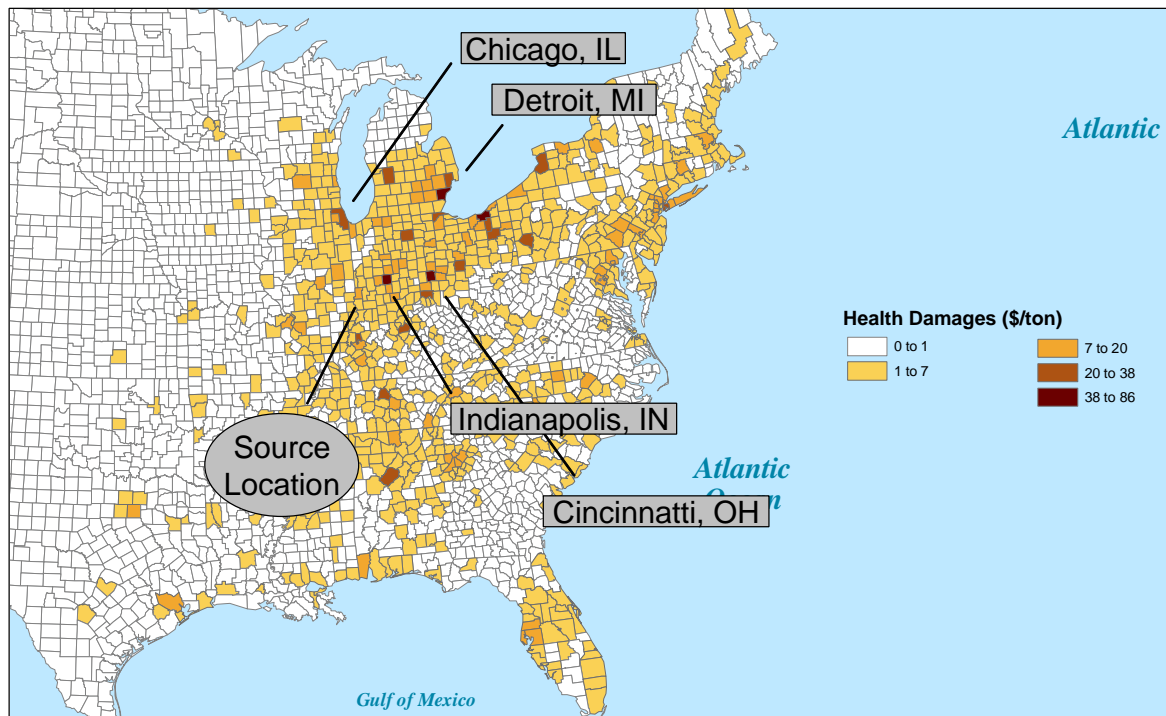 Chicago, IL
Detroit, MI
Atlantic
Health Damages ($/ton)
0 to 1
7 to 20
1 to 7
20 to 38
38 to 86
Indianapolis, IN
Source
Location
Atlantic
Cincinnatti, OH
Gulf of Mexico